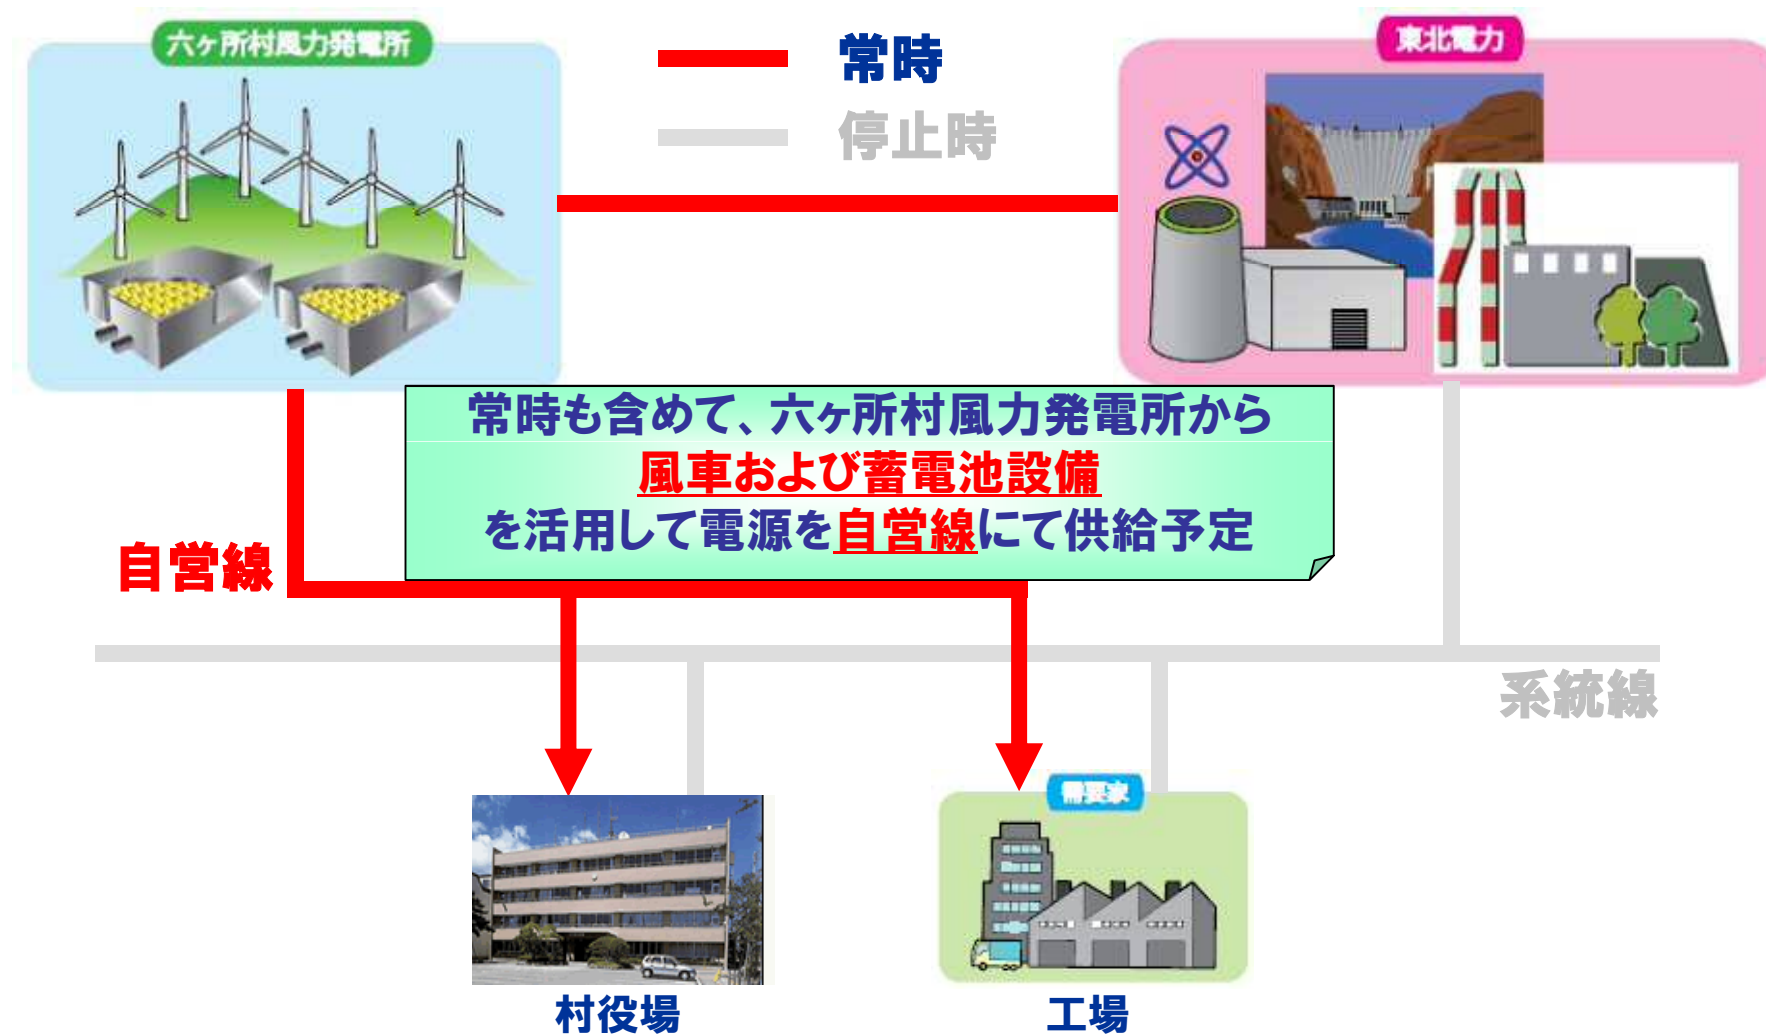 六ヶ所村風力発電所
常時
停止時
東北電力
常時も含めて、六ヶ所村風力発電所から
風車および蓄電池設備
を活用して電源を自営線にて供給予定
自営線
系統線
需要家
村役場
工場